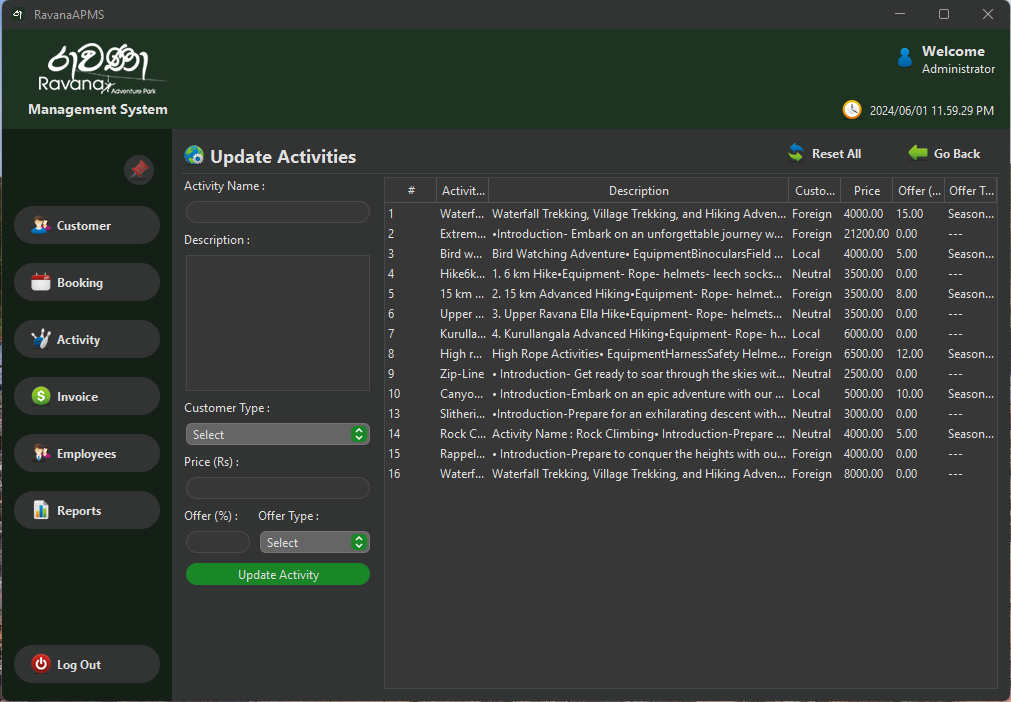 RavanaAPMS
රාවණා
Ravana
Adventure Park
Management System
Welcome
Administrator
2024/06/01 11.59.29 PM
Customer
Booking
Activity
Invoice
Employees
Reports
Log Out
Update Activities
Reset All
Go Back
Activity Name :
Description :
Customer Type :
Select
Price (Rs) :
Offer (%) : Offer Type :
Select
Update Activity
# Activit... Description Custo... Price Offer (... Offer T...
1 Waterf... Waterfall Trekking, Village Trekking, and Hiking Adven... Foreign 4000.00 15.00 Season...
2 Extrem... •Introduction- Embark on an unforgettable journey w... Foreign 21200.00 0.00 ---
3 Bird w... Bird Watching Adventure• EquipmentBinocularsField ... Local 4000.00 5.00 Season...
4 Hike6k... 1. 6 km Hike•Equipment- Rope- helmets- leech socks... Neutral 3500.00 0.00 ---
5 15 km ... 2. 15 km Advanced Hiking•Equipment- Rope- helmet... Foreign 3500.00 8.00 Season...
6 Upper ... 3. Upper Ravana Ella Hike•Equipment- Rope- helmets... Neutral 3500.00 0.00 ---
7 Kurulla... 4. Kurullangala Advanced Hiking•Equipment- Rope- h... Local 6000.00 0.00 ---
8 High r... High Rope Activities• EquipmentHarnessSafety Helme... Foreign 6500.00 12.00 Season...
9 Zip-Line • Introduction- Get ready to soar through the skies wit... Neutral 2500.00 0.00 ---
10 Canyo... • Introduction-Embark on an epic adventure with our ... Local 5000.00 10.00 Season...
13 Slitheri... •Introduction-Prepare for an exhilarating descent with... Neutral 3000.00 0.00 ---
14 Rock C... Activity Name : Rock Climbing• Introduction-Prepare ... Neutral 4000.00 5.00 Season...
15 Rappel... • Introduction-Prepare to conquer the heights with ou... Foreign 4000.00 0.00 ---
16 Waterf... Waterfall Trekking, Village Trekking, and Hiking Adven... Foreign 8000.00 0.00 ---